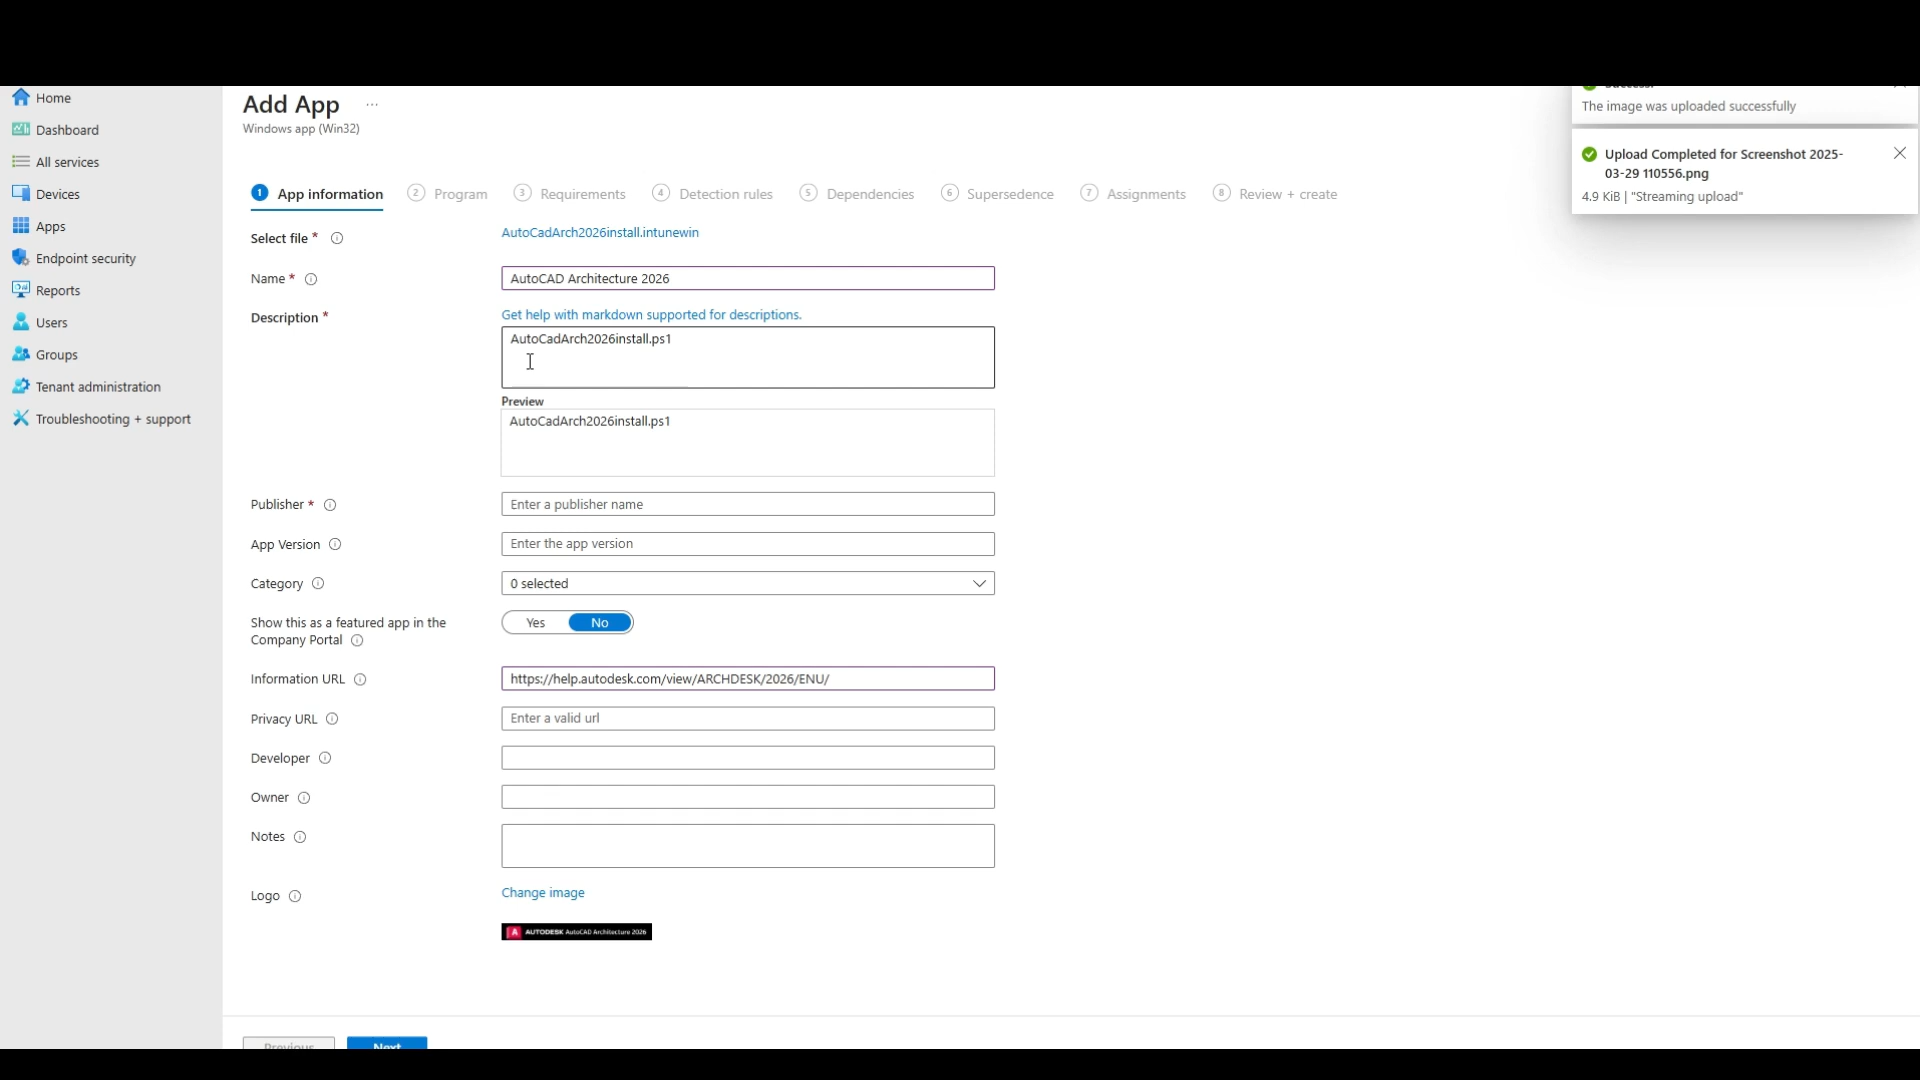 Home
Dashboard
All services
Devices
Apps
Endpoint security
Reports
Users
Groups
Tenant administration
Troubleshooting + support
Add App ...
Windows app (Win32)
1 App information 2 Program 3 Requirements 4 Detection rules 5 Dependencies 6 Supersedence 7 Assignments 8 Review + create
Select file * AutoCadArch2026install.intunewin
Name * AutoCAD Architecture 2026
Description * Get help with markdown supported for descriptions.
AutoCadArch2026install.ps1
Preview
AutoCadArch2026install.ps1
Publisher * Enter a publisher name
App Version Enter the app version
Category 0 selected
Show this as a featured app in the
Company Portal
Yes No
Information URL https://help.autodesk.com/view/ARCHDESK/2026/ENU/
Privacy URL Enter a valid url
Developer
Owner
Notes
Logo Change image
A AUTODESK AutoCAD Architecture 2026
Previous Next
The image was uploaded successfully
Upload Completed for Screenshot 2025-
03-29 110556.png
4.9 KiB | "Streaming upload"